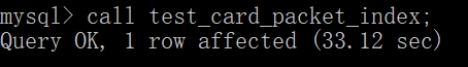 mysql> call test_card_packet_index;
Query OK, 1 row affected (33.12 sec)